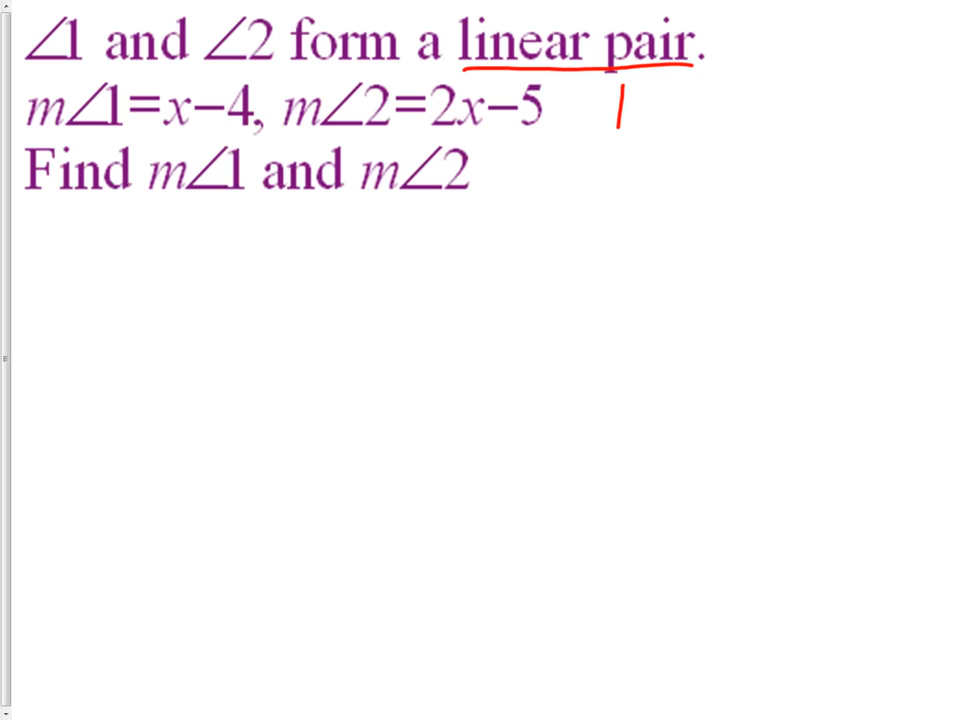 ∠1 and ∠2 form a linear pair.
m∠1=x−4, m∠2=2x−5
Find m∠1 and m∠2